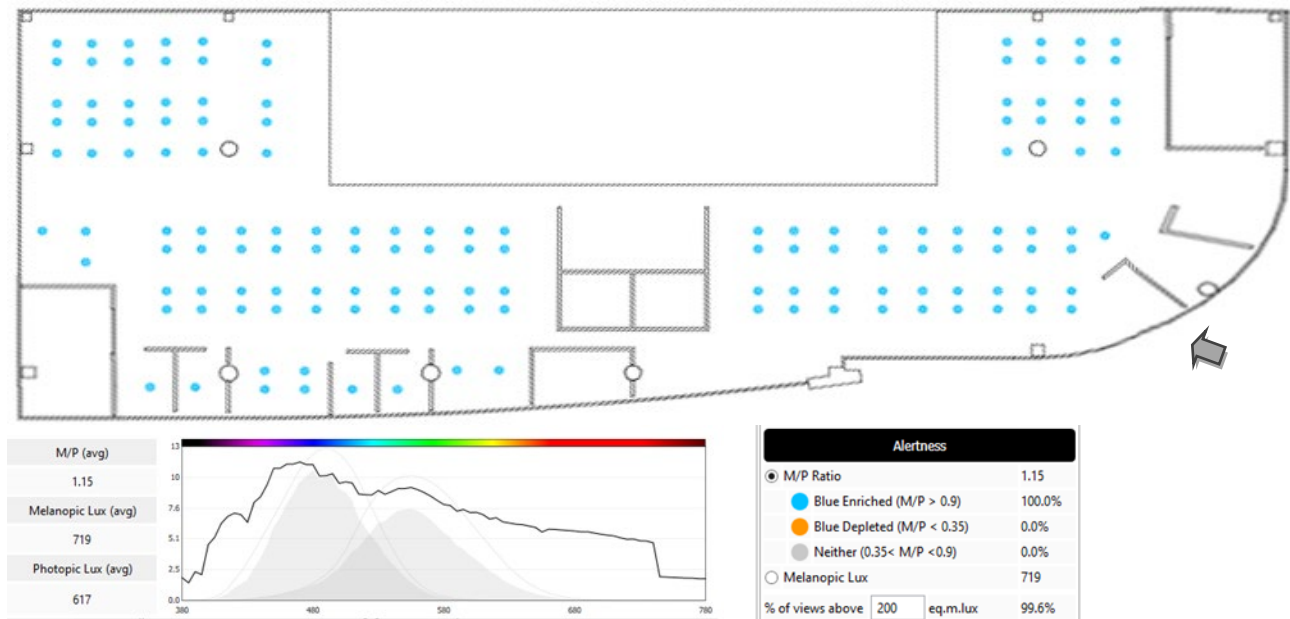 M/P (avg)
1.15
Melanopic Lux (avg)
719
Photopic Lux (avg)
617
13
10
7.6
5.1
2.5
0.0
380
480
580
680
780
Alertness
M/P Ratio 1.15
Blue Enriched (M/P > 0.9) 100.0%
Blue Depleted (M/P < 0.35) 0.0%
Neither (0.35< M/P <0.9) 0.0%
Melanopic Lux 719
% of views above 200 eq.m.lux 99.6%